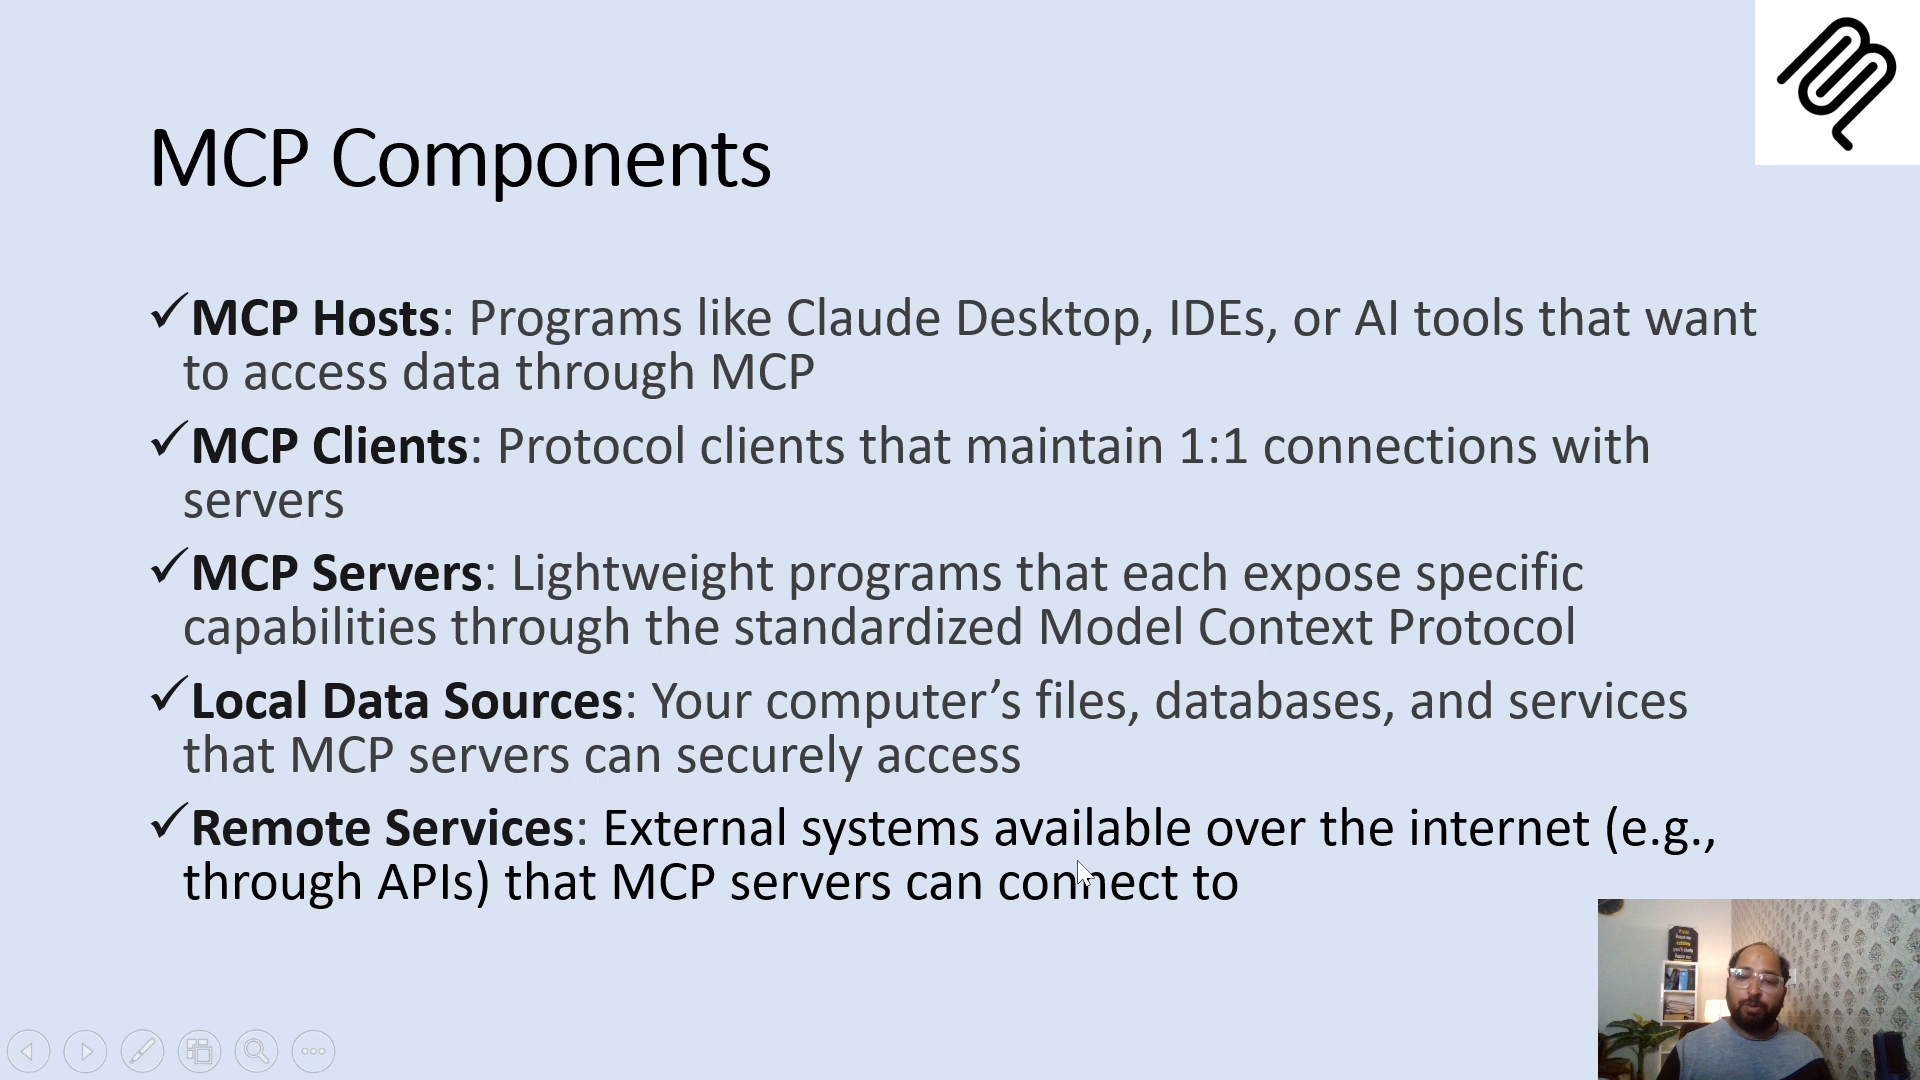 MCP Components
✓MCP Hosts: Programs like Claude Desktop, IDEs, or AI tools that want
to access data through MCP
✓MCP Clients: Protocol clients that maintain 1:1 connections with
servers
✓MCP Servers: Lightweight programs that each expose specific
capabilities through the standardized Model Context Protocol
✓Local Data Sources: Your computer’s files, databases, and services
that MCP servers can securely access
✓Remote Services: External systems available over the internet (e.g.,
through APIs) that MCP servers can connect to